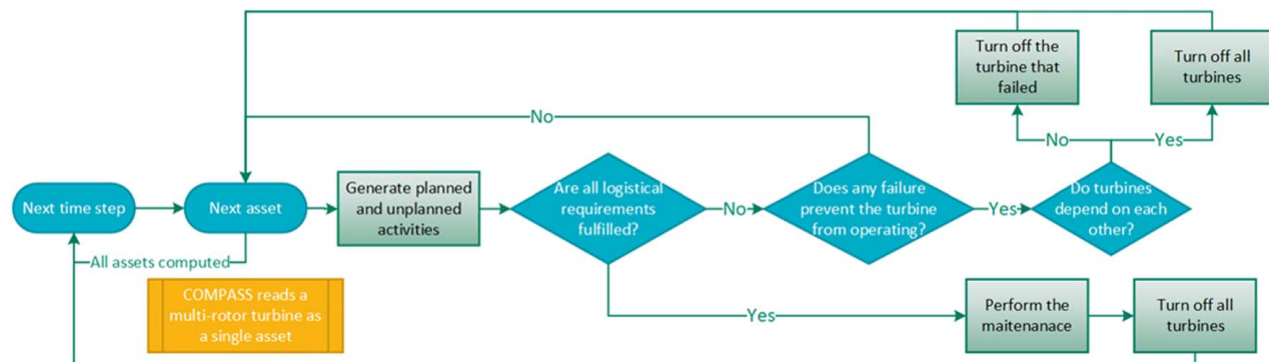 Turn off the
turbine that
failed
Turn off all
turbines
No
No
Yes
Next time step
Next asset
Generate planned
and unplanned
activities
Are all logistical
requirements
fulfilled?
No
Does any failure
prevent the turbine
from operating?
Yes
Do turbines
depend on each
other?
All assets computed
COMPASS reads a
multi-rotor turbine as
a single asset
Yes
Perform the
maitenanace
Turn off all
turbines